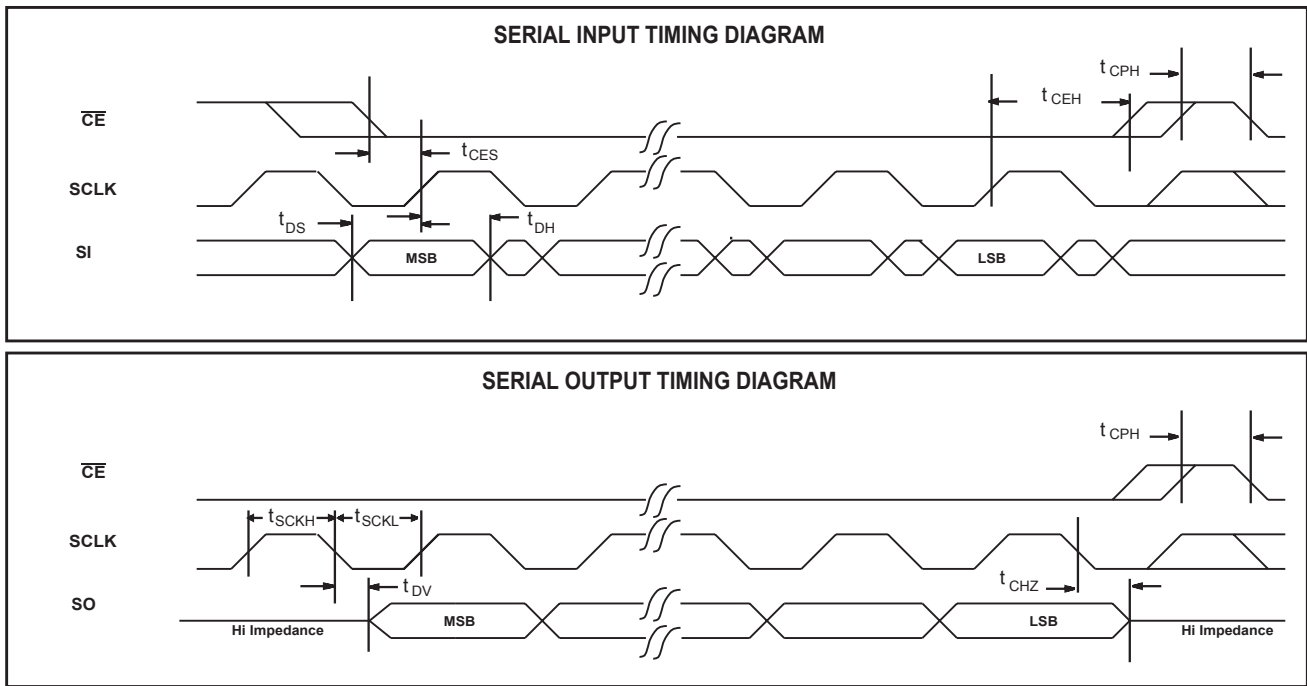 SERIAL INPUT TIMING DIAGRAM
t CPH
t CEH
CE
t CES
SCLK
t DS
t DH
SI
MSB
LSB
SERIAL OUTPUT TIMING DIAGRAM
t CPH
CE
t SCKH
t SCKL
SCLK
t DV
t CHZ
SO
Hi Impedance
MSB
LSB
Hi Impedance